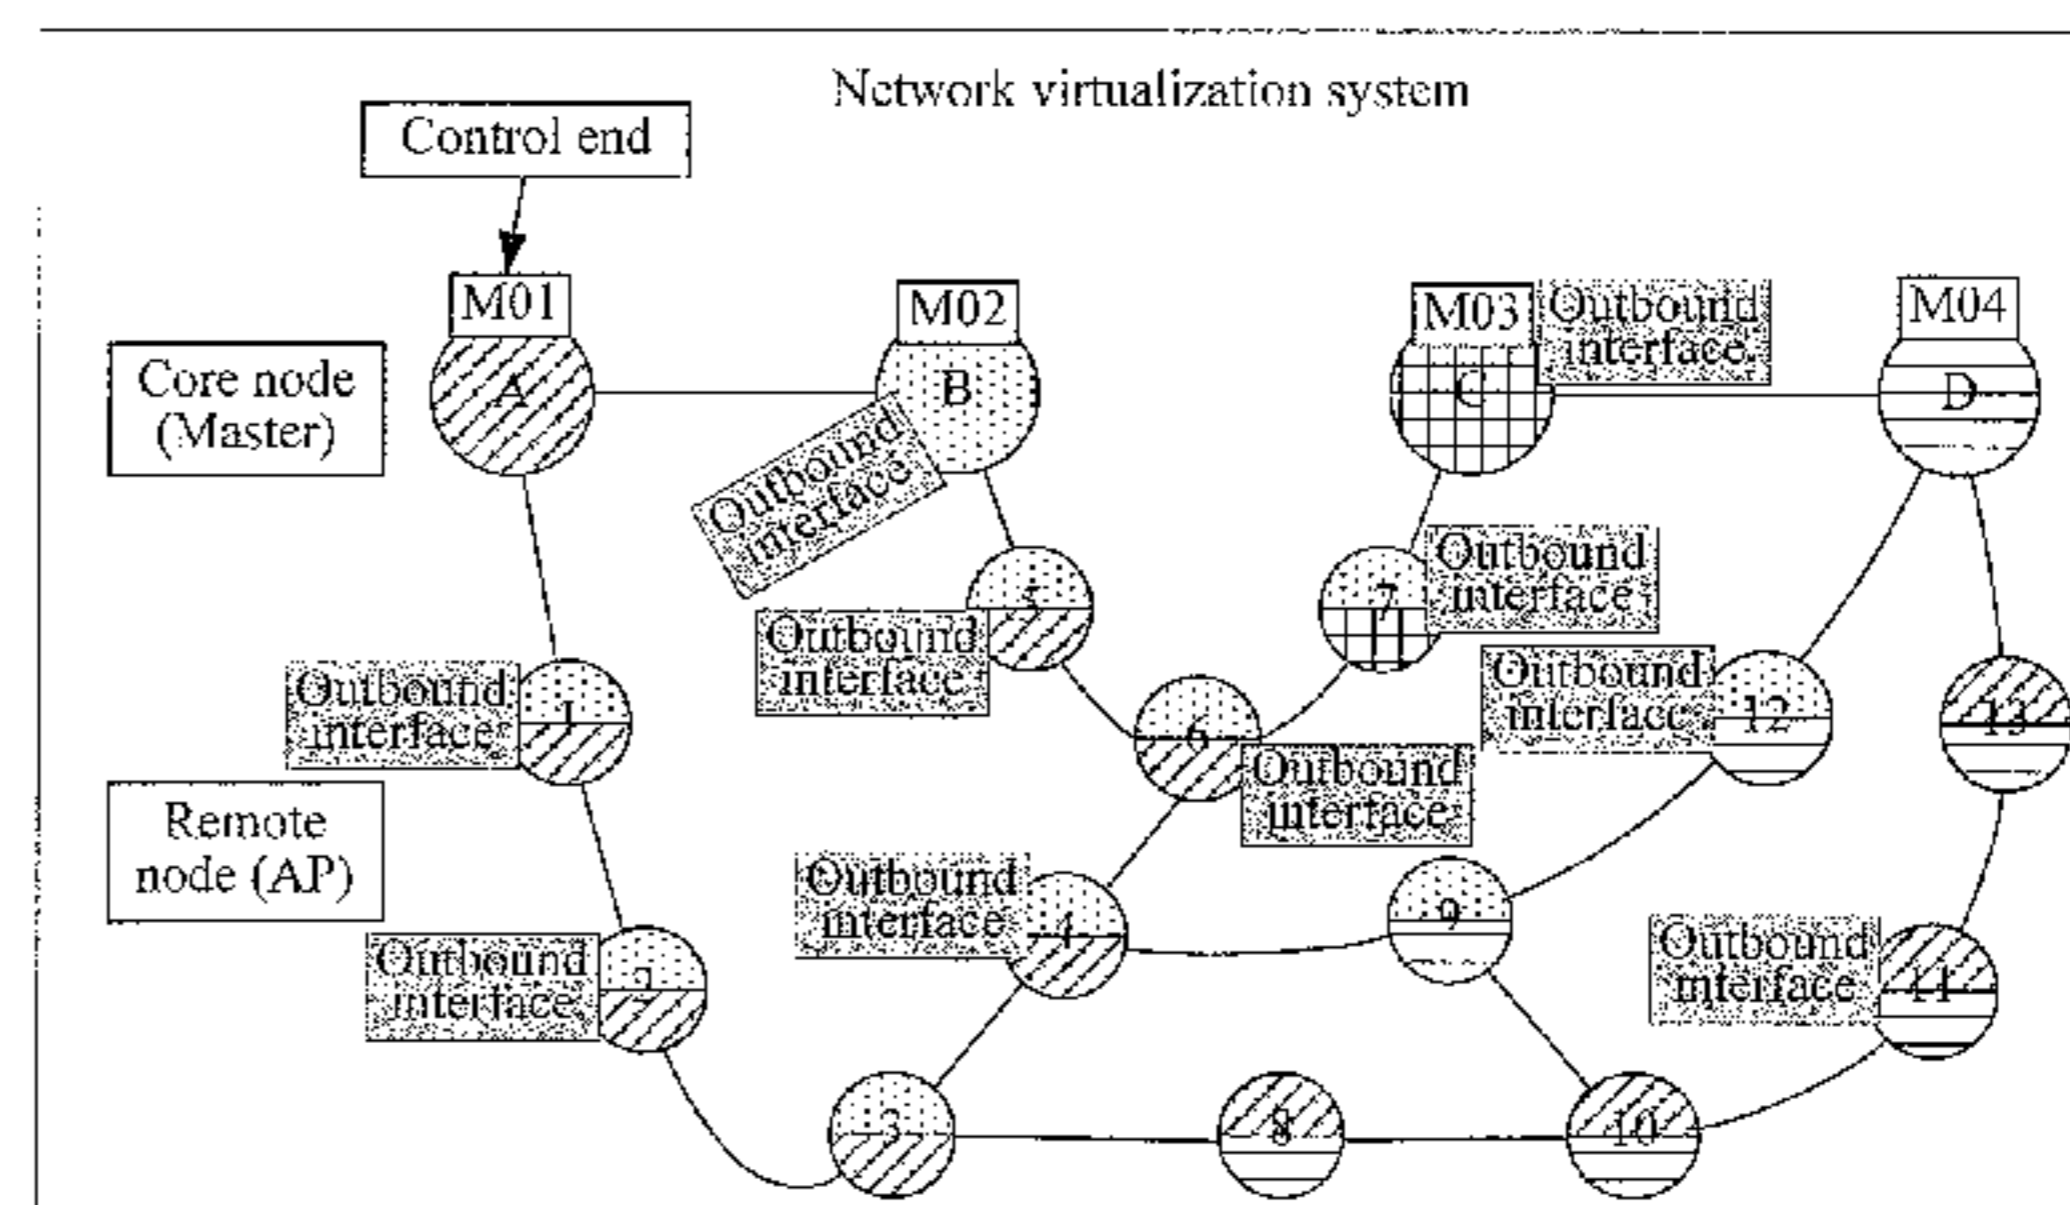 Network virtualization system
Control end
M01
M02
M03
Outbound
interface
M04
Core node
(Master)
A
B
C
D
Outbound
interface
Outbound
interface
5
7
Outbound
interface
Outbound
interface
1
6
Outbound
interface
12
13
Outbound
interface
Remote
node (AP)
Outbound
interface
4
9
Outbound
interface
11
Outbound
interface
2
3
8
10